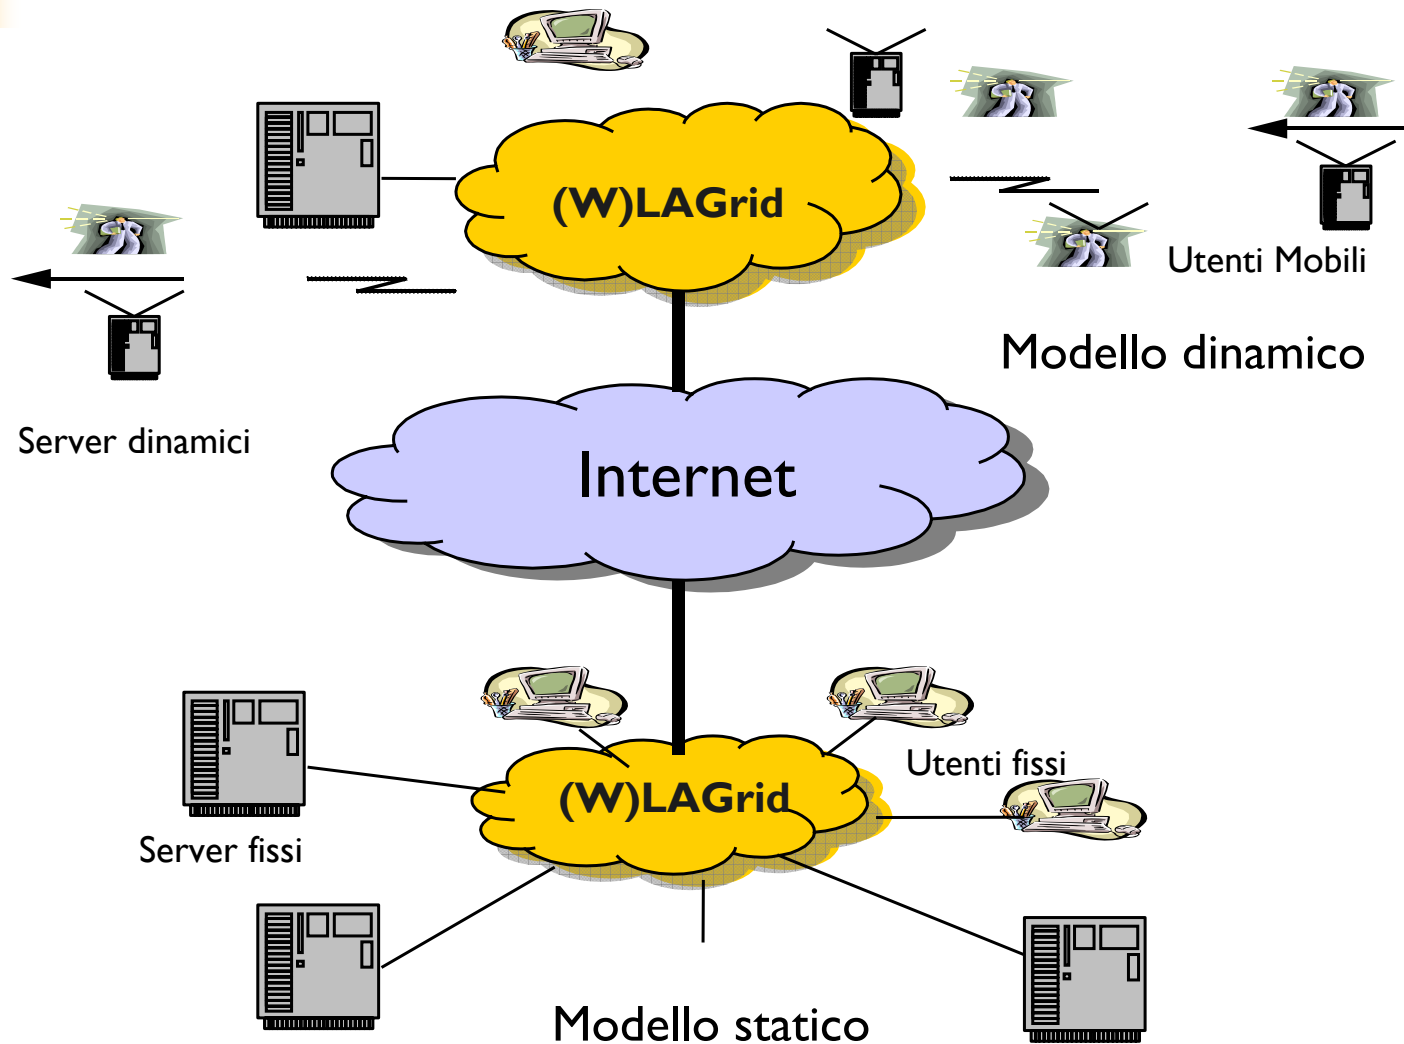 (W)LAGrid
Utenti Mobili
Modello dinamico
Server dinamici
Internet
Utenti fissi
(W)LAGrid
Server fissi
Modello statico